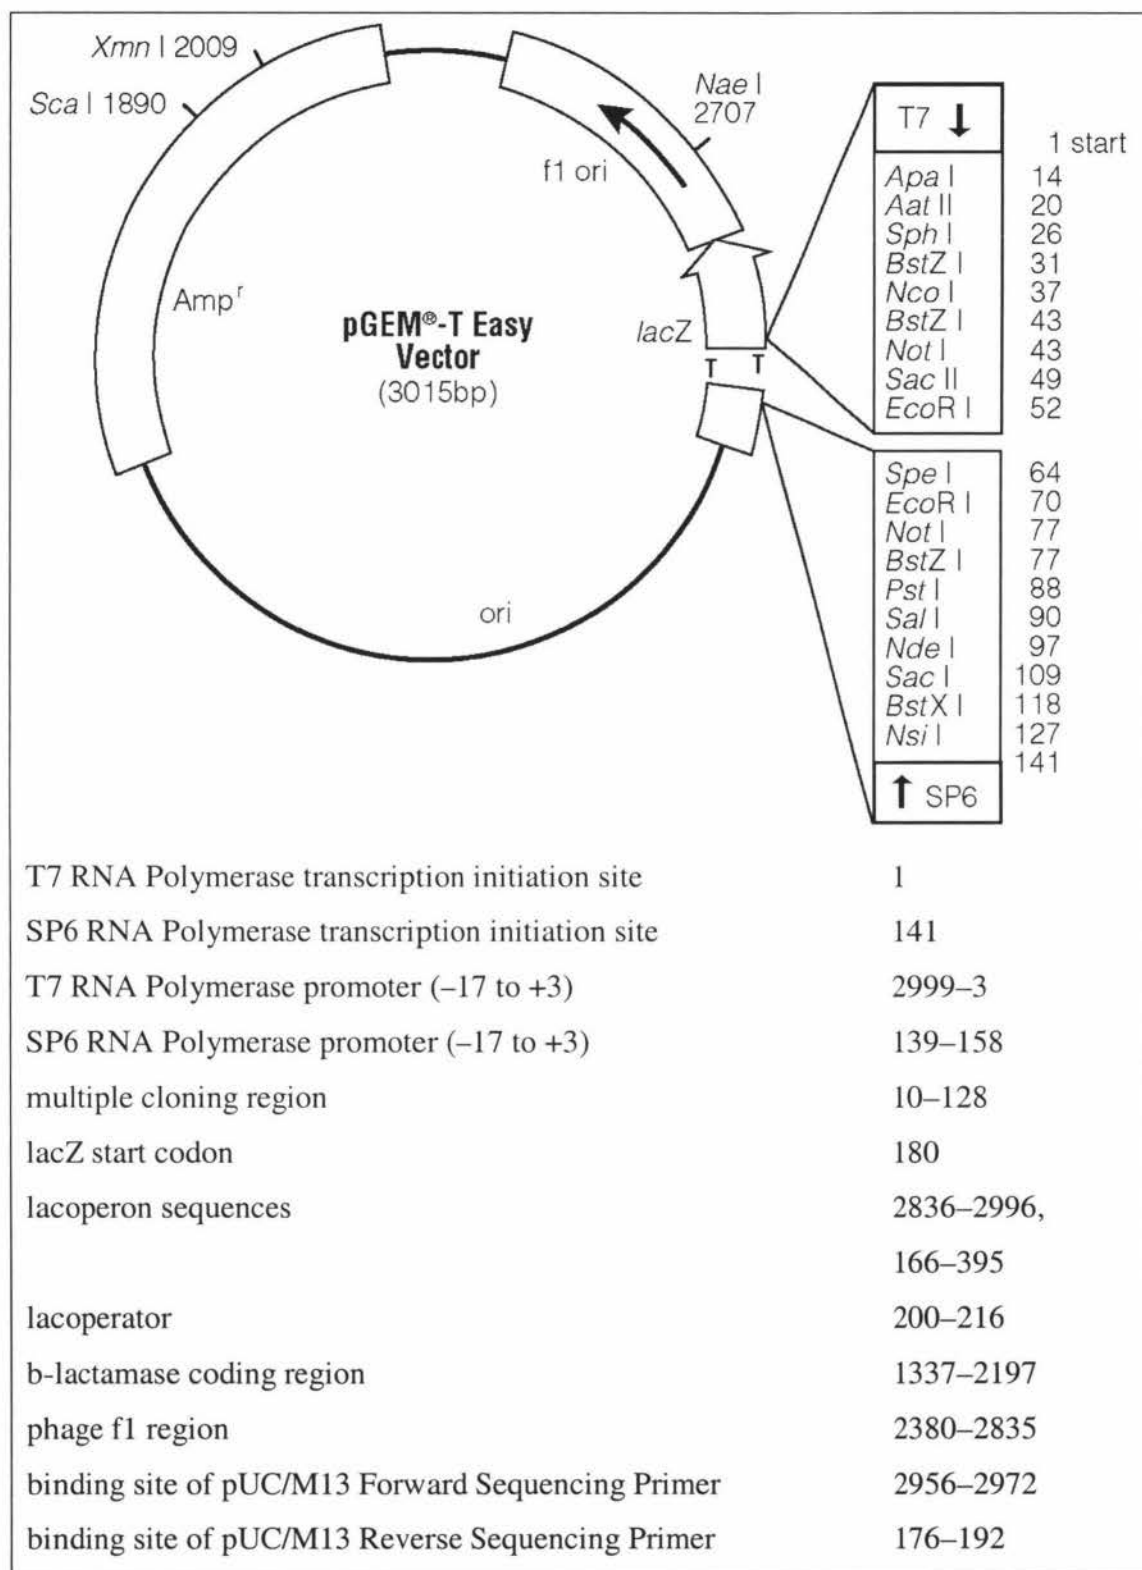 Xmn I 2009
Sca I 1890
Nae I
2707
f1 ori
Ampʳ
pGEM®-T Easy
Vector
(3015bp)
lacZ
T T
ori
T7 ↓
1 start
Apa I 14
Aat II 20
Sph I 26
BstZ I 31
Nco I 37
BstZ I 43
Not I 43
Sac II 49
EcoR I 52
Spe I 64
EcoR I 70
Not I 77
BstZ I 77
Pst I 88
Sal I 90
Nde I 97
Sac I 109
BstX I 118
Nsi I 127
141
↑ SP6
T7 RNA Polymerase transcription initiation site 1
SP6 RNA Polymerase transcription initiation site 141
T7 RNA Polymerase promoter (–17 to +3) 2999–3
SP6 RNA Polymerase promoter (–17 to +3) 139–158
multiple cloning region 10–128
lacZ start codon 180
lacoperon sequences 2836–2996,
166–395
lacoperator 200–216
b-lactamase coding region 1337–2197
phage f1 region 2380–2835
binding site of pUC/M13 Forward Sequencing Primer 2956–2972
binding site of pUC/M13 Reverse Sequencing Primer 176–192